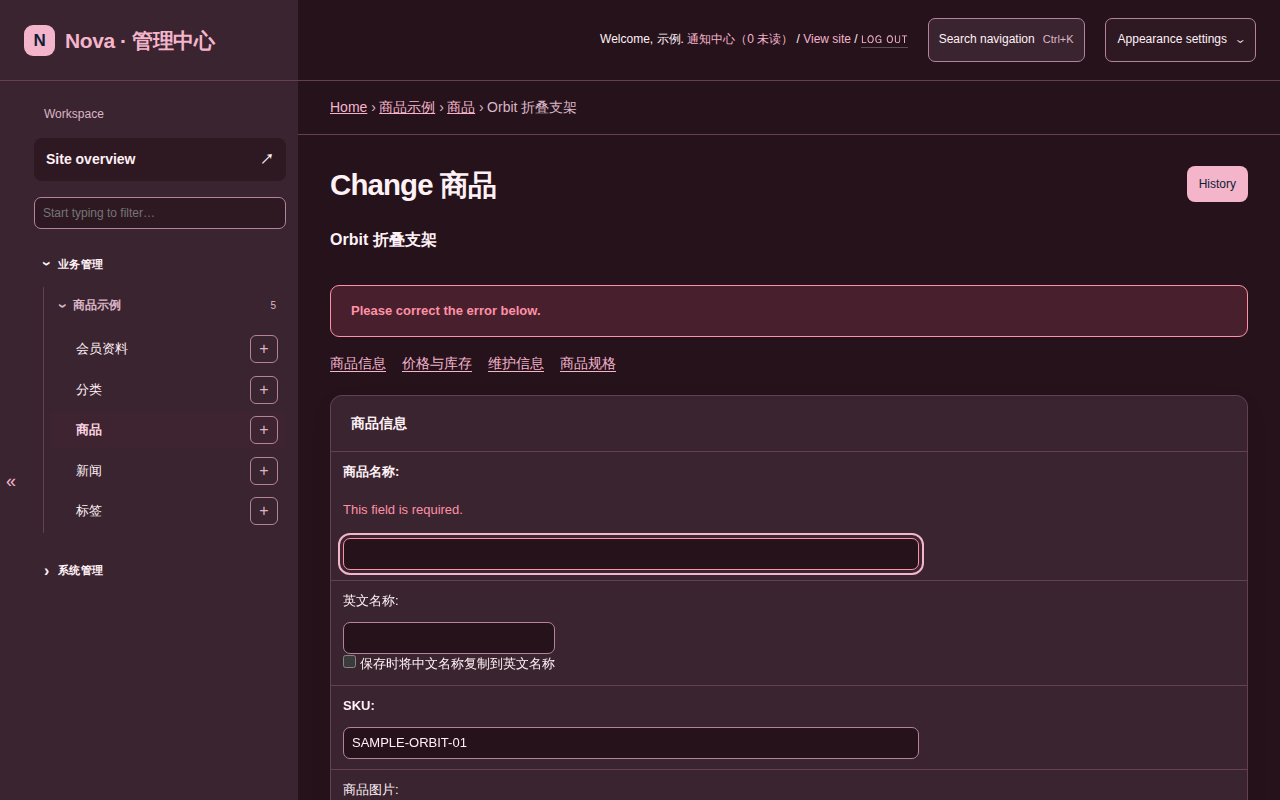 N Nova · 管理中心
Welcome, 示例. 通知中心（0 未读） / View site / LOG OUT
Search navigation Ctrl+K
Appearance settings
Workspace
Site overview ↗
Start typing to filter…
业务管理
商品示例 5
会员资料 +
分类 +
商品 +
新闻 +
标签 +
系统管理
«
Home › 商品示例 › 商品 › Orbit 折叠支架
Change 商品
History
Orbit 折叠支架
Please correct the error below.
商品信息 价格与库存 维护信息 商品规格
商品信息
商品名称:
This field is required.
英文名称:
保存时将中文名称复制到英文名称
SKU:
SAMPLE-ORBIT-01
商品图片: